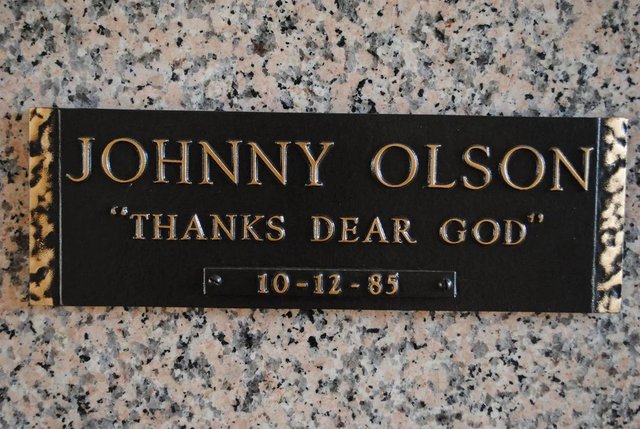 JOHNNY OLSON
"THANKS DEAR GOD"
10-12-85